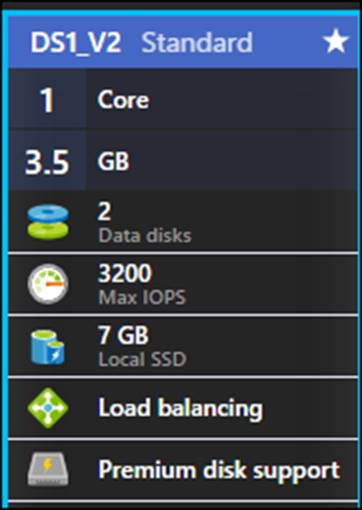 DS1_V2 Standard
1 Core
3.5 GB
2
Data disks
3200
Max IOPS
7 GB
Local SSD
Load balancing
Premium disk support